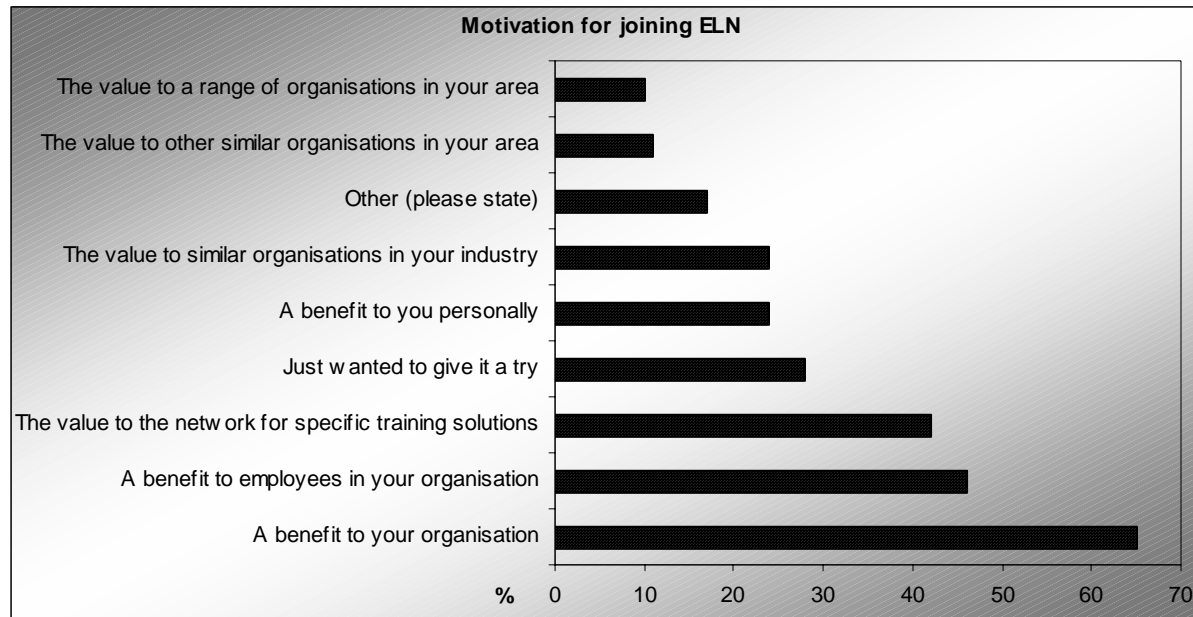 Motivation for joining ELN
The value to a range of organisations in your area
The value to other similar organisations in your area
Other (please state)
The value to similar organisations in your industry
A benefit to you personally
Just wanted to give it a try
The value to the network for specific training solutions
A benefit to employees in your organisation
A benefit to your organisation
% 0 10 20 30 40 50 60 70